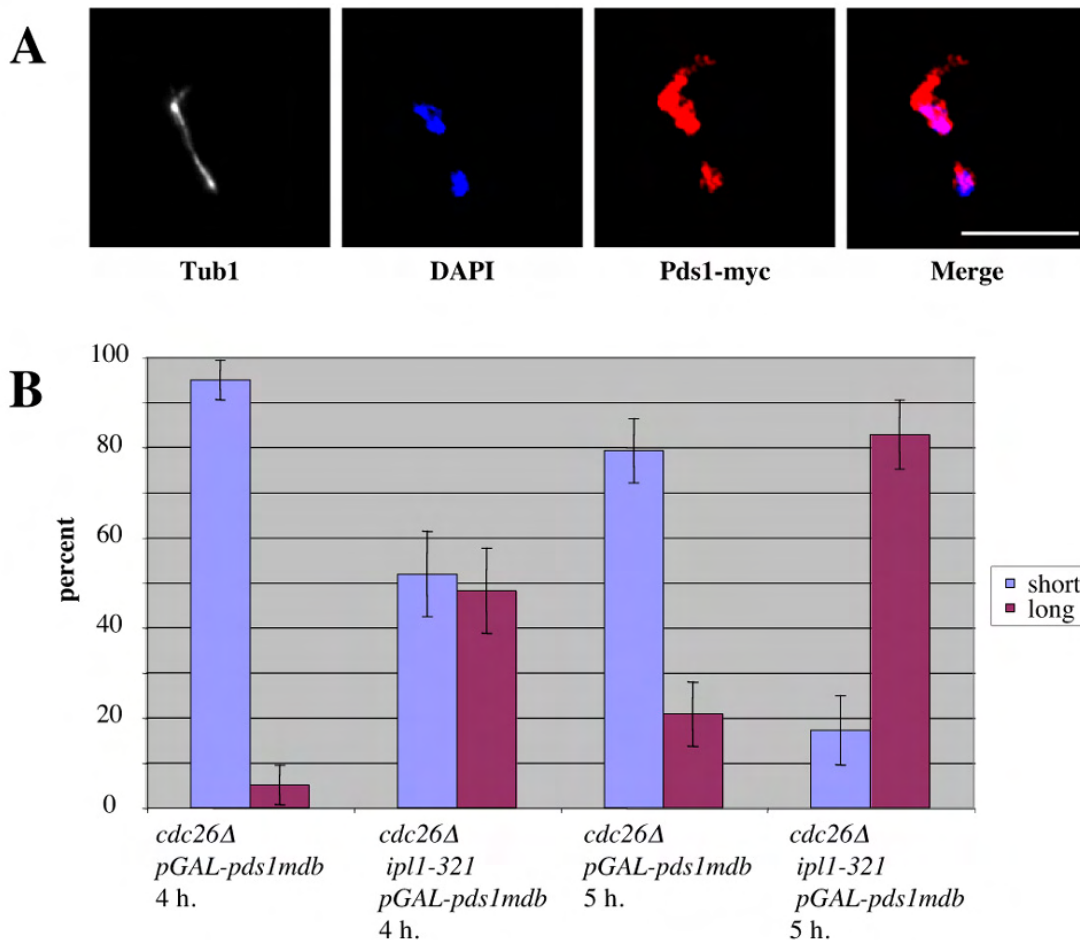 A
Tub1 DAPI Pds1-myc Merge
B
100
80
60
40
20
0
percent
short
long
cdc26Δ
pGAL-pds1mdb
4 h.
cdc26Δ
ipl1-321
pGAL-pds1mdb
4 h.
cdc26Δ
pGAL-pds1mdb
5 h.
cdc26Δ
ipl1-321
pGAL-pds1mdb
5 h.